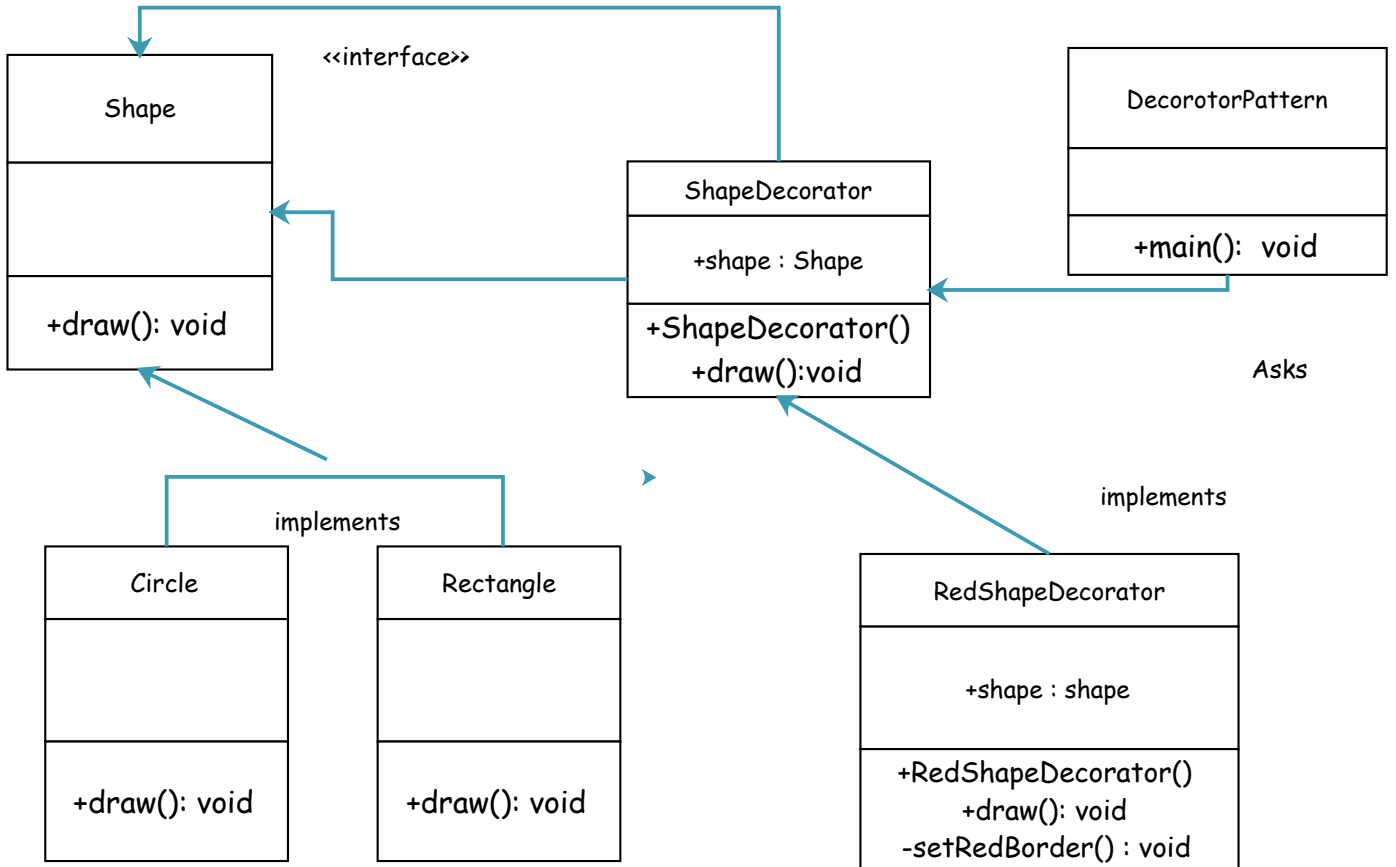 <<interface>>
Shape
+draw(): void
ShapeDecorator
+shape : Shape
+ShapeDecorator()
+draw():void
DecorotorPattern
+main():  void
Asks
implements
implements
Circle
+draw(): void
Rectangle
+draw(): void
RedShapeDecorator
+shape : shape
+RedShapeDecorator()
+draw(): void
-setRedBorder() : void